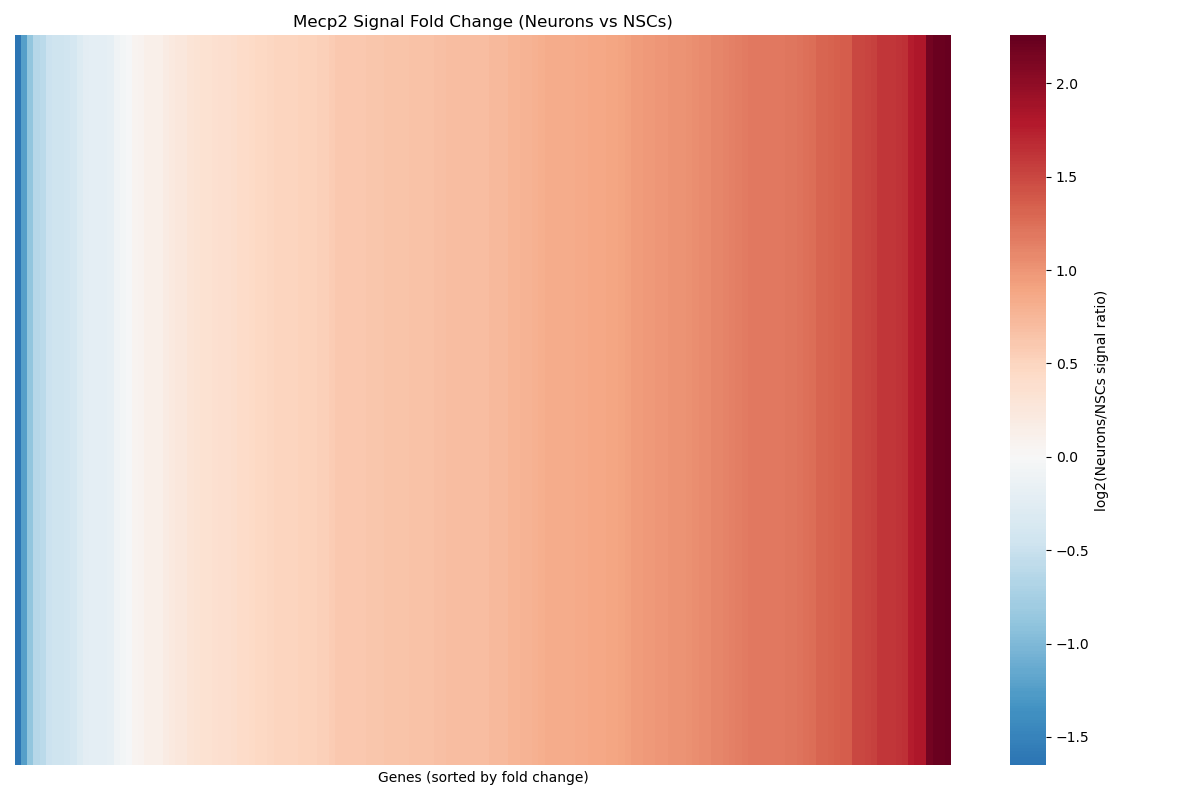 Mecp2 Signal Fold Change (Neurons vs NSCs)
2.0
1.5
1.0
0.5
0.0
−0.5
−1.0
−1.5
log2(Neurons/NSCs signal ratio)
Genes (sorted by fold change)